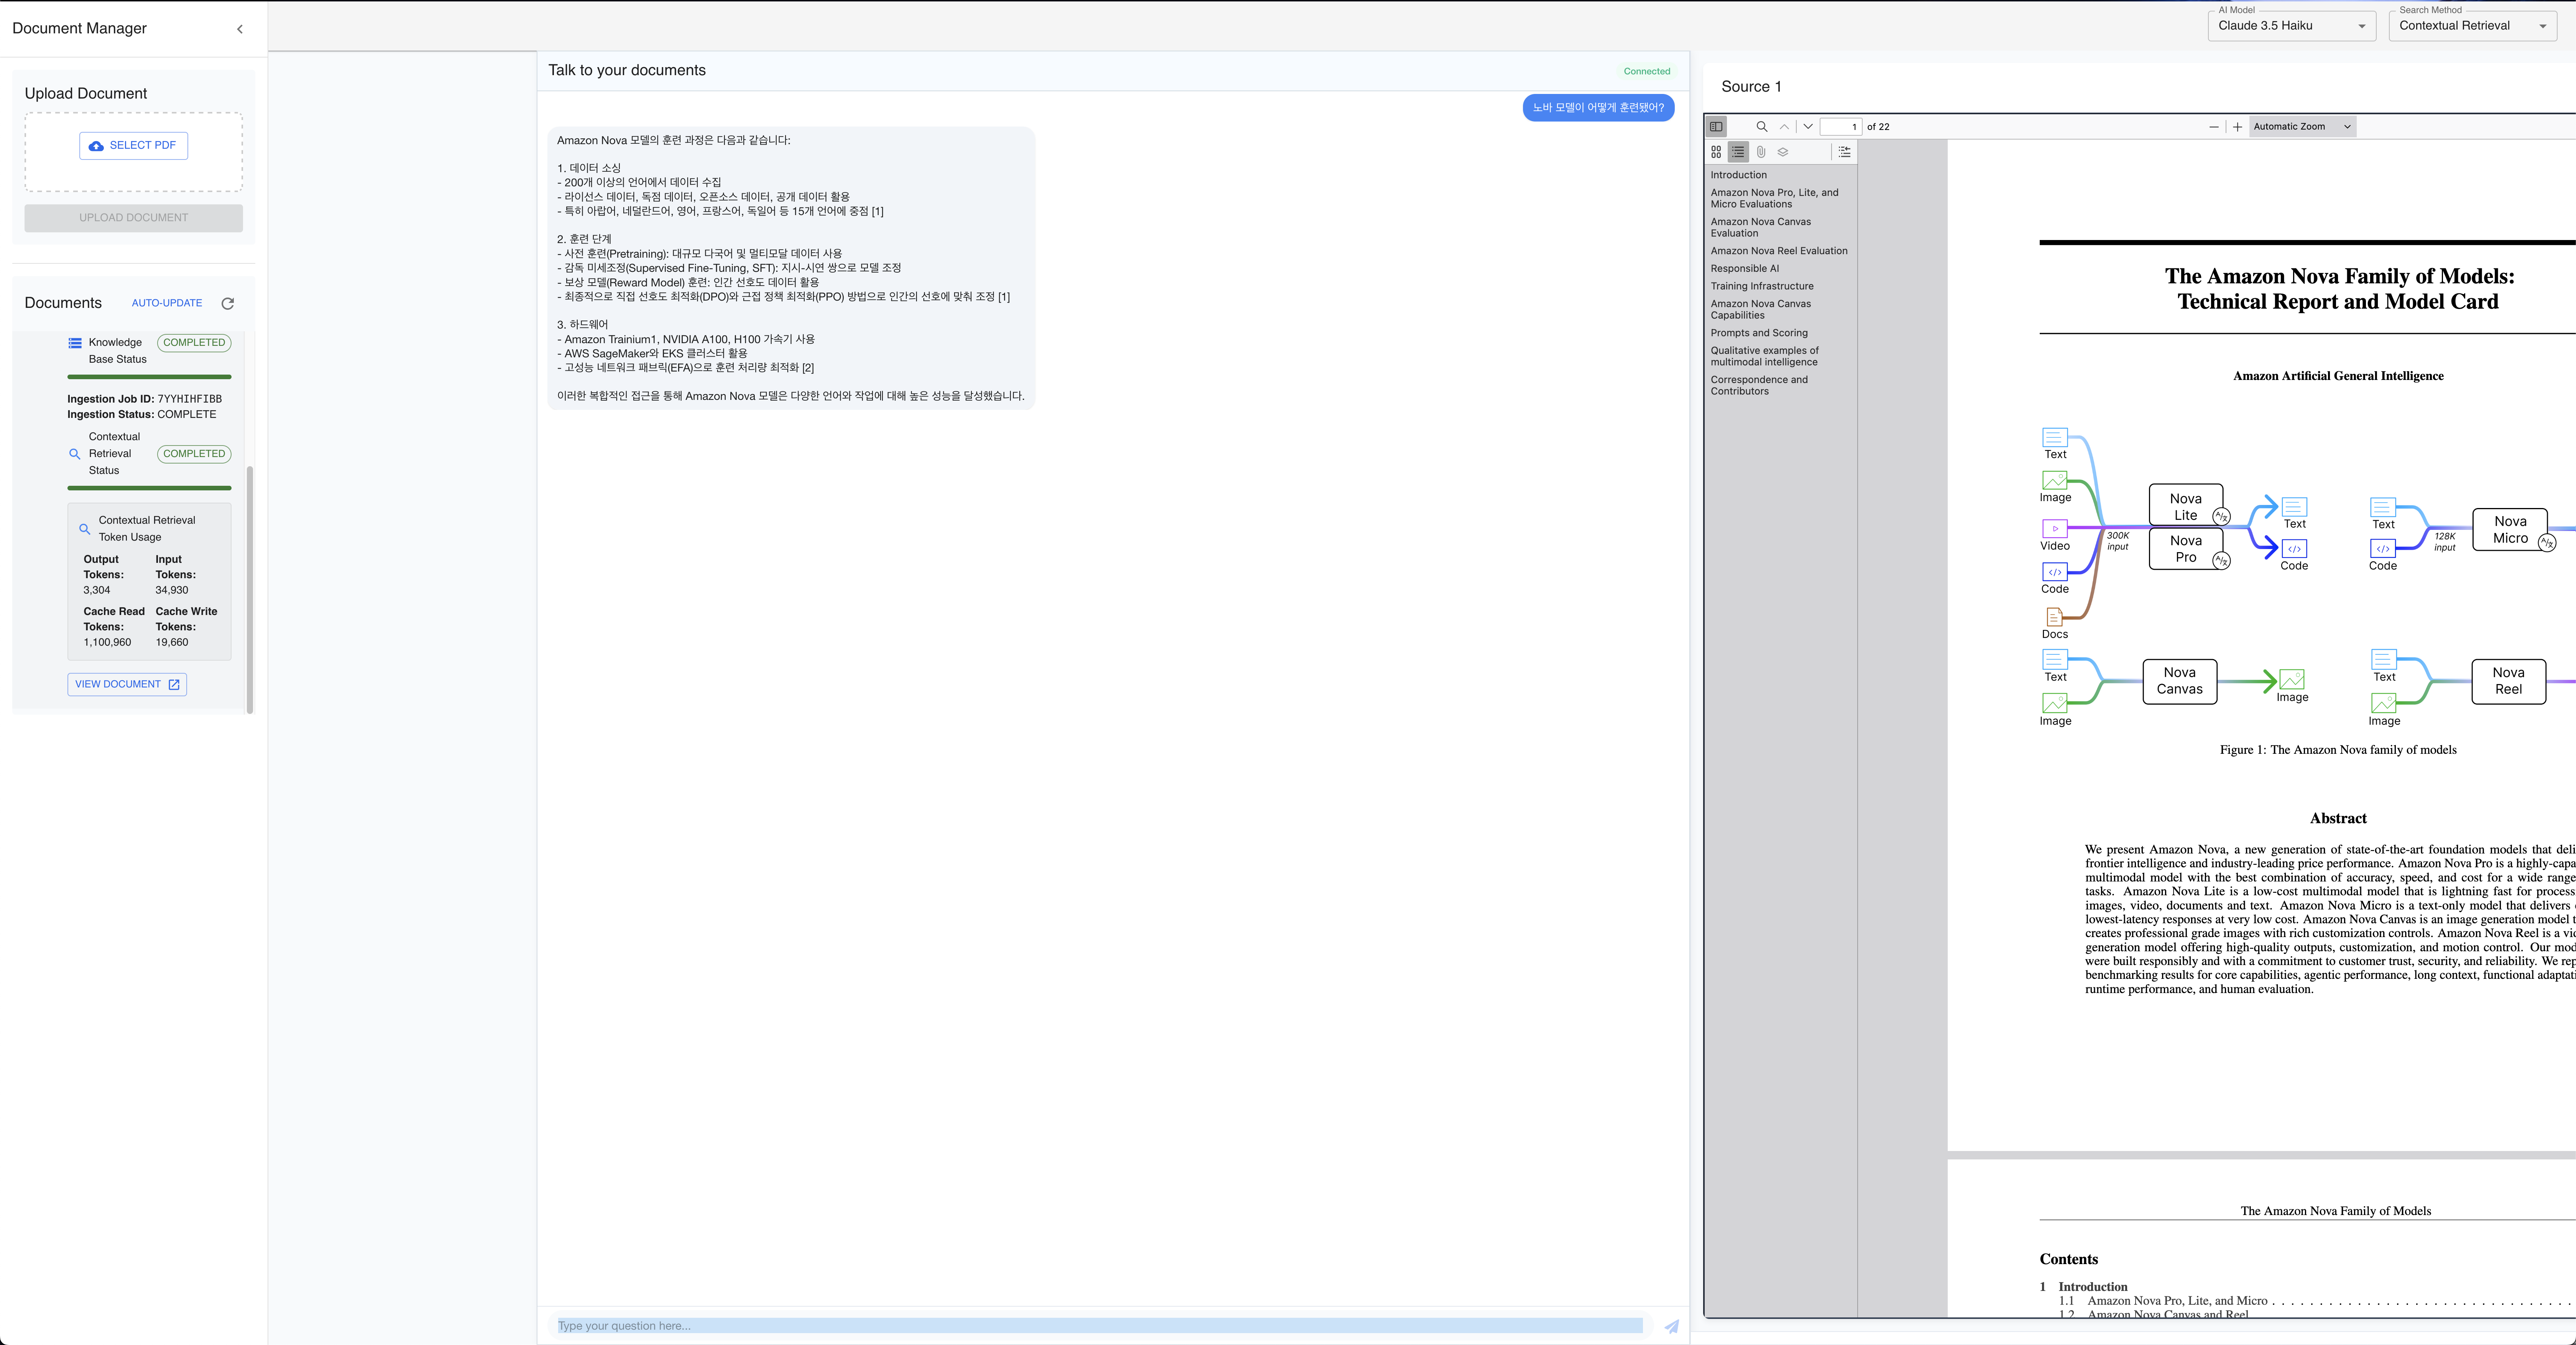 Document Manager
Upload Document
SELECT PDF
UPLOAD DOCUMENT
Documents
AUTO-UPDATE
Knowledge
Base Status
COMPLETED
Ingestion Job ID: 7YYHIHFIBB
Ingestion Status: COMPLETE
Contextual
Retrieval
Status
COMPLETED
Contextual Retrieval
Token Usage
Output
Tokens:
3,304
Input
Tokens:
34,930
Cache Read
Tokens:
1,100,960
Cache Write
Tokens:
19,660
VIEW DOCUMENT
AI Model
Claude 3.5 Haiku
Search Method
Contextual Retrieval
Talk to your documents
Connected
노바 모델이 어떻게 훈련됐어?
Amazon Nova 모델의 훈련 과정은 다음과 같습니다:
1. 데이터 소싱
- 200개 이상의 언어에서 데이터 수집
- 라이선스 데이터, 독점 데이터, 오픈소스 데이터, 공개 데이터 활용
- 특히 아랍어, 네덜란드어, 영어, 프랑스어, 독일어 등 15개 언어에 중점 [1]
2. 훈련 단계
- 사전 훈련(Pretraining): 대규모 다국어 및 멀티모달 데이터 사용
- 감독 미세조정(Supervised Fine-Tuning, SFT): 지시-시연 쌍으로 모델 조정
- 보상 모델(Reward Model) 훈련: 인간 선호도 데이터 활용
- 최종적으로 직접 선호도 최적화(DPO)와 근접 정책 최적화(PPO) 방법으로 인간의 선호에 맞춰 조정 [1]
3. 하드웨어
- Amazon Trainium1, NVIDIA A100, H100 가속기 사용
- AWS SageMaker와 EKS 클러스터 활용
- 고성능 네트워크 패브릭(EFA)으로 훈련 처리량 최적화 [2]
이러한 복합적인 접근을 통해 Amazon Nova 모델은 다양한 언어와 작업에 대해 높은 성능을 달성했습니다.
Type your question here...
Source 1
1 of 22
Automatic Zoom
Introduction
Amazon Nova Pro, Lite, and
Micro Evaluations
Amazon Nova Canvas
Evaluation
Amazon Nova Reel Evaluation
Responsible AI
Training Infrastructure
Amazon Nova Canvas
Capabilities
Prompts and Scoring
Qualitative examples of
multimodal intelligence
Correspondence and
Contributors
The Amazon Nova Family of Models:
Technical Report and Model Card
Amazon Artificial General Intelligence
Text
Image
Video
Code
Docs
300K
input
Nova
Lite
Nova
Pro
Text
Code
Text
Code
128K
input
Nova
Micro
Text
Image
Nova
Canvas
Image
Text
Image
Nova
Reel
Figure 1: The Amazon Nova family of models
Abstract
We present Amazon Nova, a new generation of state-of-the-art foundation models that deli
frontier intelligence and industry-leading price performance. Amazon Nova Pro is a highly-capa
multimodal model with the best combination of accuracy, speed, and cost for a wide range
tasks. Amazon Nova Lite is a low-cost multimodal model that is lightning fast for process
images, video, documents and text. Amazon Nova Micro is a text-only model that delivers
lowest-latency responses at very low cost. Amazon Nova Canvas is an image generation model t
creates professional grade images with rich customization controls. Amazon Nova Reel is a vi
generation model offering high-quality outputs, customization, and motion control. Our mod
were built responsibly and with a commitment to customer trust, security, and reliability. We rep
benchmarking results for core capabilities, agentic performance, long context, functional adaptati
runtime performance, and human evaluation.
The Amazon Nova Family of Models
Contents
1 Introduction
1.1 Amazon Nova Pro, Lite, and Micro . . . . . . . . . . . . . . . . . . . . . . . . . .
1.2 Amazon Nova Canvas and Reel